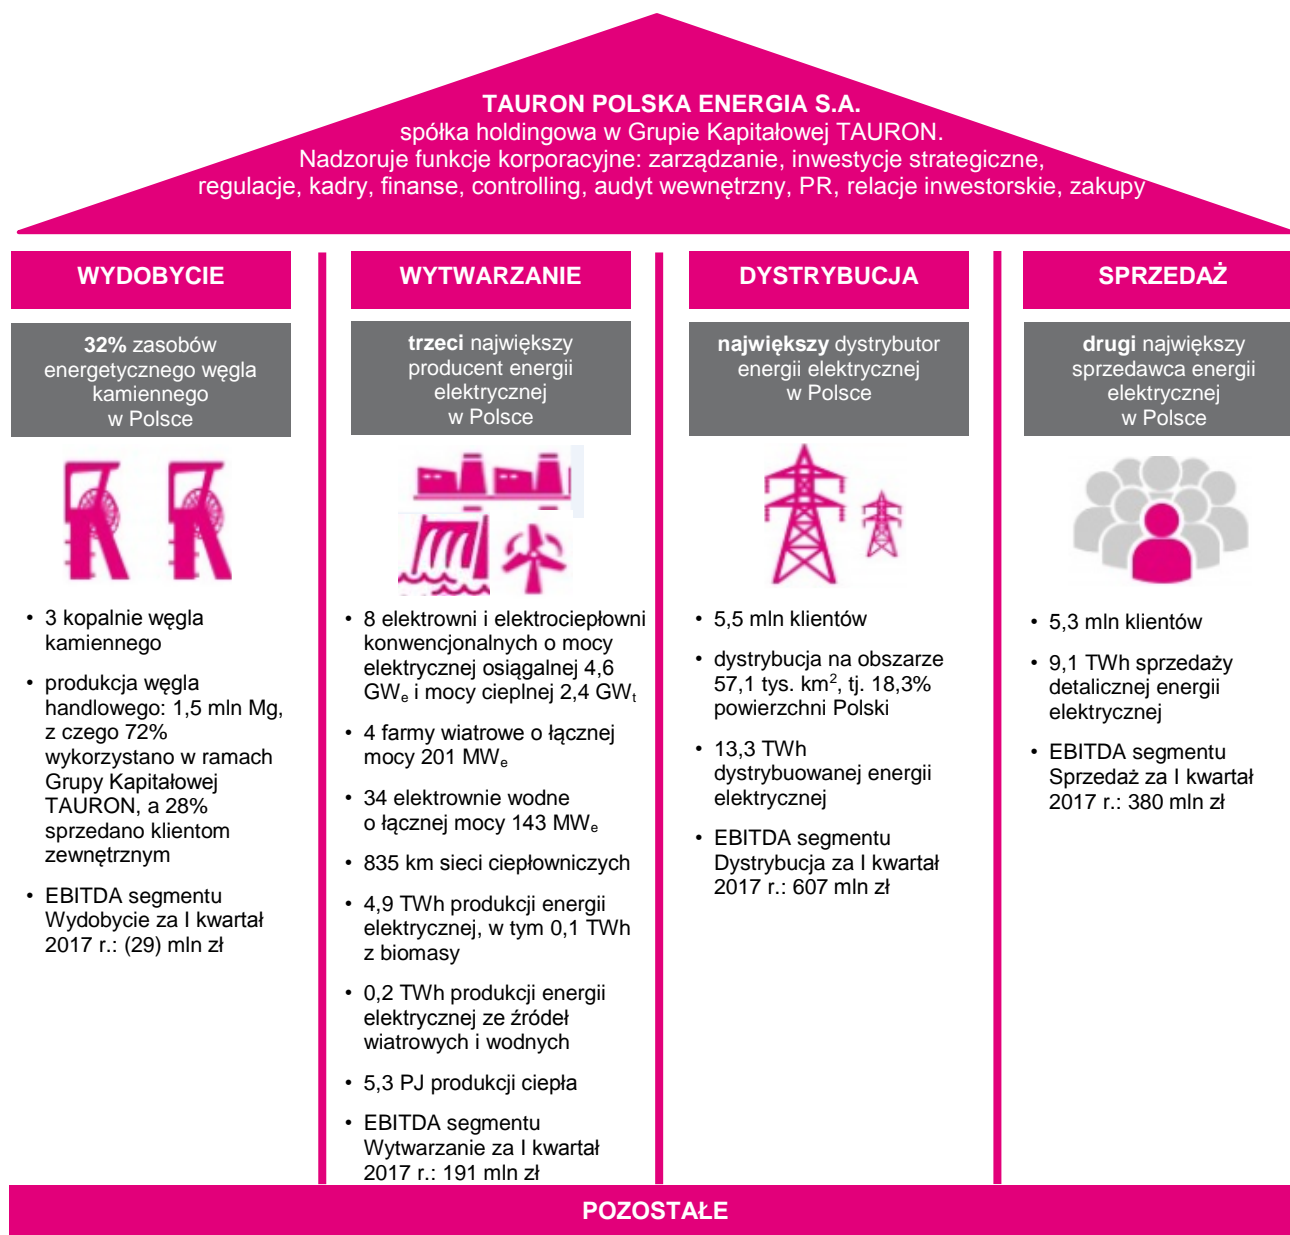 TAURON POLSKA ENERGIA S.A.
spółka holdingowa w Grupie Kapitałowej TAURON.
Nadzoruje funkcje korporacyjne: zarządzanie, inwestycje strategiczne,
regulacje, kadry, finanse, controlling, audyt wewnętrzny, PR, relacje inwestorskie, zakupy
WYDOBYCIE
32% zasobów
energetycznego węgla
kamiennego
w Polsce
• 3 kopalnie węgla
kamiennego
• produkcja węgla
handlowego: 1,5 mln Mg,
z czego 72%
wykorzystano w ramach
Grupy Kapitałowej
TAURON, a 28%
sprzedano klientom
zewnętrznym
• EBITDA segmentu
Wydobycie za I kwartał
2017 r.: (29) mln zł
WYTWARZANIE
trzeci największy
producent energii
elektrycznej
w Polsce
• 8 elektrowni i elektrociepłowni
konwencjonalnych o mocy
elektrycznej osiągalnej 4,6
GWe i mocy cieplnej 2,4 GWt
• 4 farmy wiatrowe o łącznej
mocy 201 MWe
• 34 elektrownie wodne
o łącznej mocy 143 MWe
• 835 km sieci ciepłowniczych
• 4,9 TWh produkcji energii
elektrycznej, w tym 0,1 TWh
z biomasy
• 0,2 TWh produkcji energii
elektrycznej ze źródeł
wiatrowych i wodnych
• 5,3 PJ produkcji ciepła
• EBITDA segmentu
Wytwarzanie za I kwartał
2017 r.: 191 mln zł
DYSTRYBUCJA
największy dystrybutor
energii elektrycznej
w Polsce
• 5,5 mln klientów
• dystrybucja na obszarze
57,1 tys. km², tj. 18,3%
powierzchni Polski
• 13,3 TWh
dystrybuowanej energii
elektrycznej
• EBITDA segmentu
Dystrybucja za I kwartał
2017 r.: 607 mln zł
SPRZEDAŻ
drugi największy
sprzedawca energii
elektrycznej
w Polsce
• 5,3 mln klientów
• 9,1 TWh sprzedaży
detalicznej energii
elektrycznej
• EBITDA segmentu
Sprzedaż za I kwartał
2017 r.: 380 mln zł
POZOSTAŁE